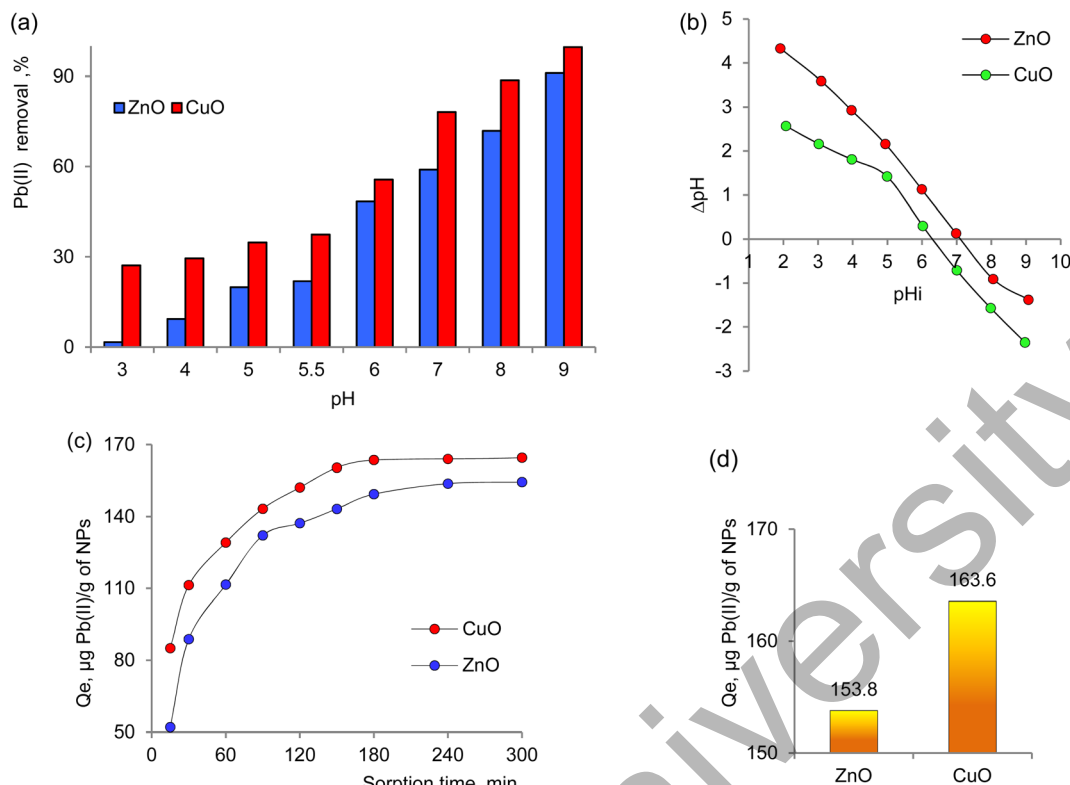 (a)
Pb(II) removal ,%
90
60
30
0
ZnO CuO
3 4 5 5.5 6 7 8 9
pH
(b)
ΔpH
5
4
3
2
1
0
-1
-2
-3
ZnO
CuO
1 2 3 4 5 6 7 8 9 10
pHi
(c)
Qe, µg Pb(II)/g of NPs
170
140
110
80
50
CuO
ZnO
0 60 120 180 240 300
Sorption time, min
(d)
Qe, µg Pb(II)/g of NPs
170
160
150
153.8
163.6
ZnO CuO
niversity